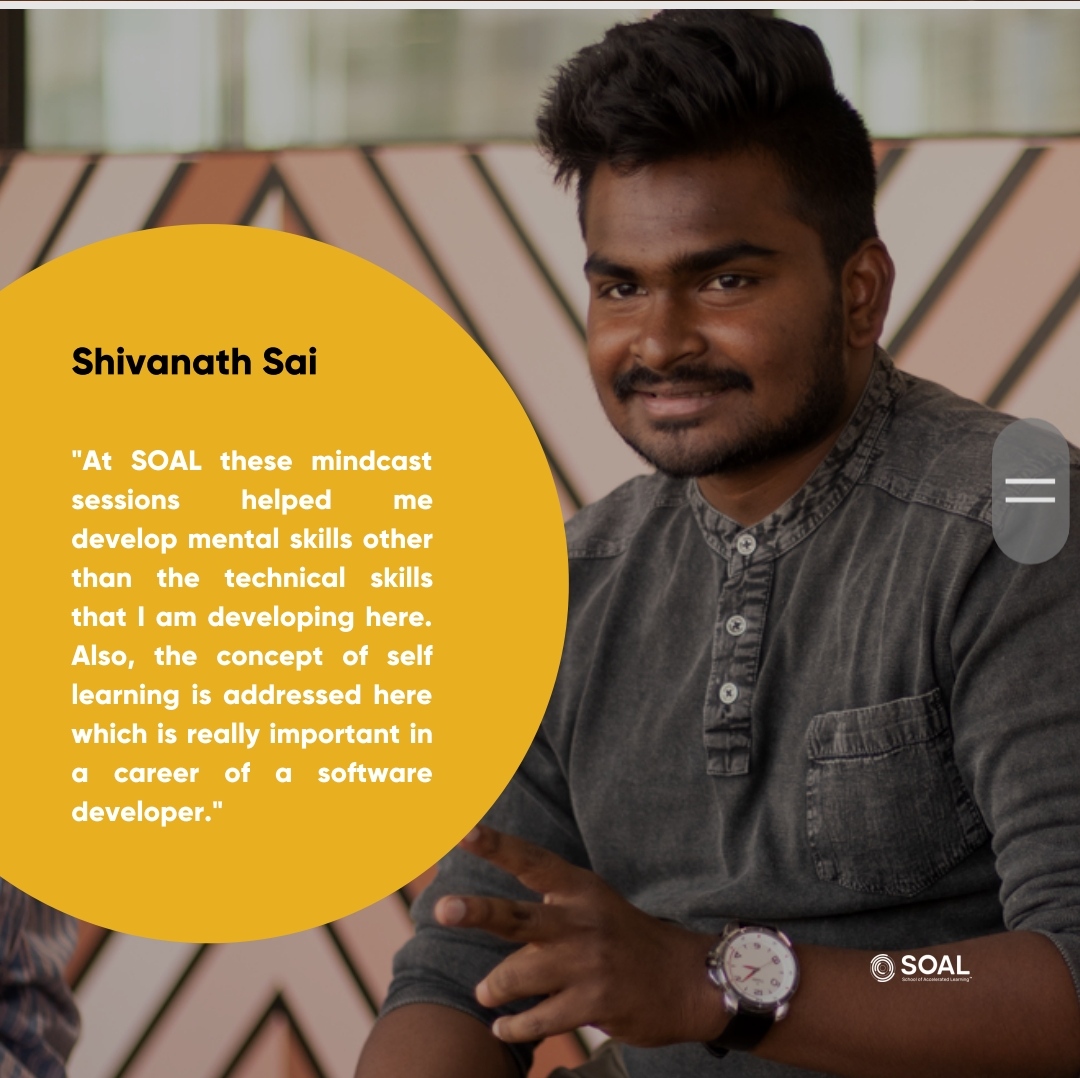 Shivanath Sai
"At SOAL these mindcast
sessions helped me
develop mental skills other
than the technical skills
that I am developing here.
Also, the concept of self
learning is addressed here
which is really important in
a career of a software
developer."
SOAL
School of Accelerated Learning™